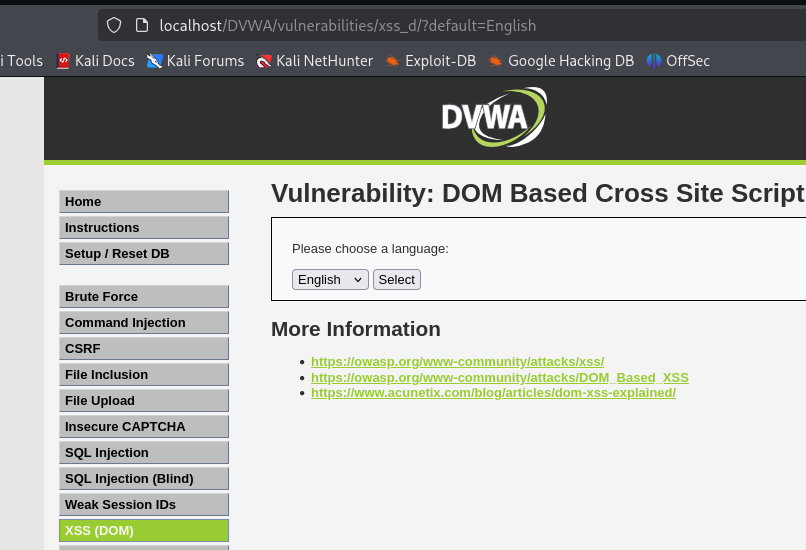 localhost/DVWA/vulnerabilities/xss_d/?default=English
i Tools Kali Docs Kali Forums Kali NetHunter Exploit-DB Google Hacking DB OffSec
DVWA
Home
Instructions
Setup / Reset DB
Brute Force
Command Injection
CSRF
File Inclusion
File Upload
Insecure CAPTCHA
SQL Injection
SQL Injection (Blind)
Weak Session IDs
XSS (DOM)
Vulnerability: DOM Based Cross Site Script
Please choose a language:
English Select
More Information
• https://owasp.org/www-community/attacks/xss/
• https://owasp.org/www-community/attacks/DOM_Based_XSS
• https://www.acunetix.com/blog/articles/dom-xss-explained/